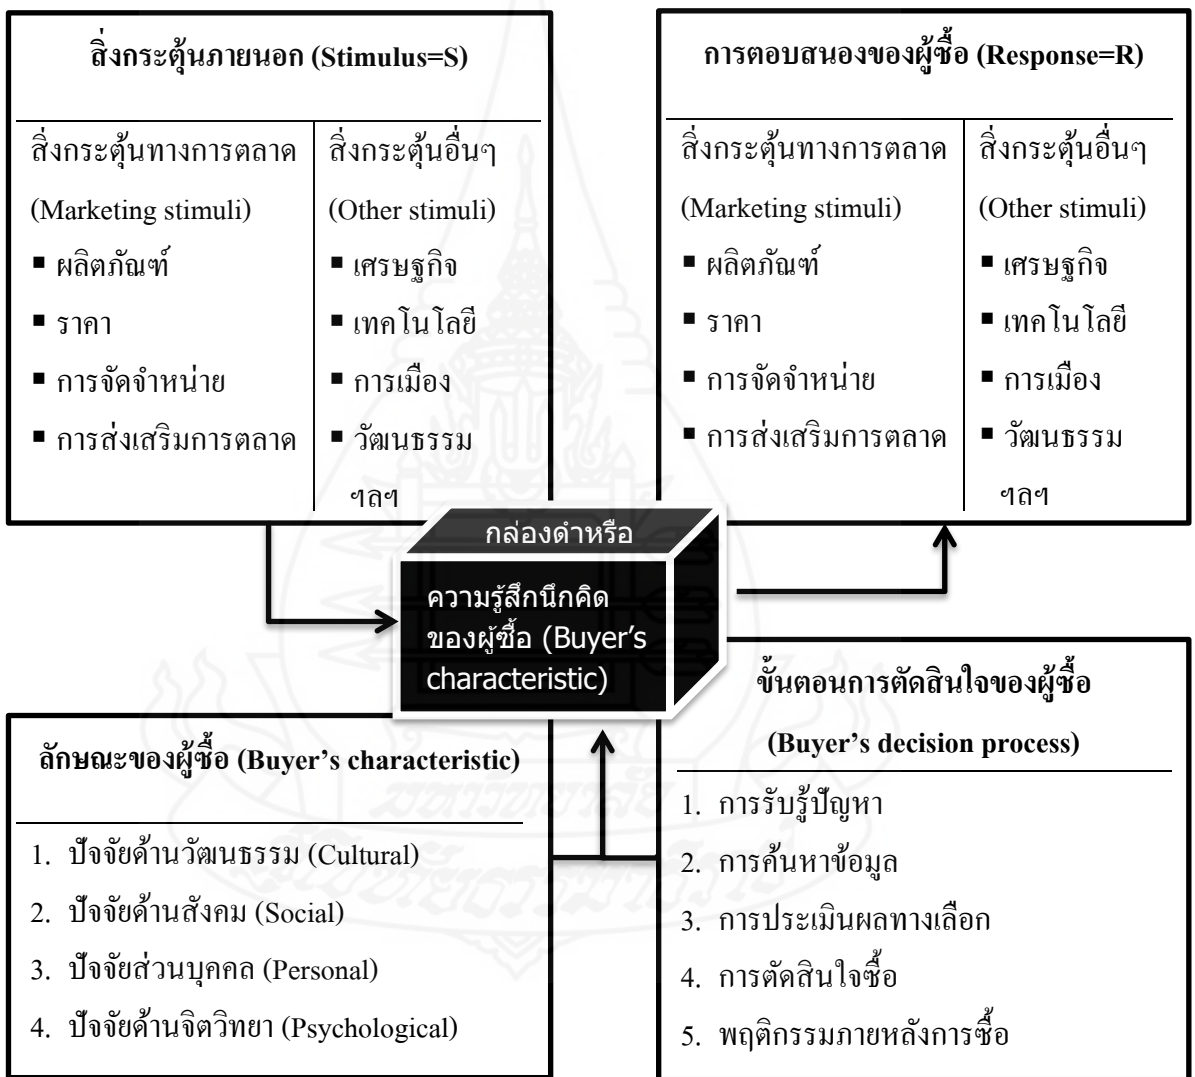 สิ่งกระตุ้นภายนอก (Stimulus=S)
สิ่งกระตุ้นทางการตลาด
(Marketing stimuli)
▪ ผลิตภัณฑ์
▪ ราคา
▪ การจัดจำหน่าย
▪ การส่งเสริมการตลาด
สิ่งกระตุ้นอื่นๆ
(Other stimuli)
▪ เศรษฐกิจ
▪ เทคโนโลยี
▪ การเมือง
▪ วัฒนธรรม
ฯลฯ
การตอบสนองของผู้ซื้อ (Response=R)
สิ่งกระตุ้นทางการตลาด
(Marketing stimuli)
▪ ผลิตภัณฑ์
▪ ราคา
▪ การจัดจำหน่าย
▪ การส่งเสริมการตลาด
สิ่งกระตุ้นอื่นๆ
(Other stimuli)
▪ เศรษฐกิจ
▪ เทคโนโลยี
▪ การเมือง
▪ วัฒนธรรม
ฯลฯ
กล่องดำหรือ
ความรู้สึกนึกคิด
ของผู้ซื้อ (Buyer’s
characteristic)
ลักษณะของผู้ซื้อ (Buyer’s characteristic)
1. ปัจจัยด้านวัฒนธรรม (Cultural)
2. ปัจจัยด้านสังคม (Social)
3. ปัจจัยส่วนบุคคล (Personal)
4. ปัจจัยด้านจิตวิทยา (Psychological)
ขั้นตอนการตัดสินใจของผู้ซื้อ
(Buyer’s decision process)
1. การรับรู้ปัญหา
2. การค้นหาข้อมูล
3. การประเมินผลทางเลือก
4. การตัดสินใจซื้อ
5. พฤติกรรมภายหลังการซื้อ